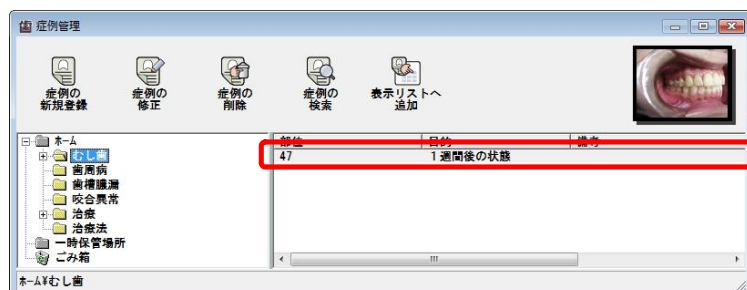 症例管理
症例の
新規登録
症例の
修正
症例の
削除
症例の
検索
表示リストへ
追加
部位 目的 備考
47 1週間後の状態
ホーム
むし歯
歯周病
歯槽膿漏
咬合異常
治療
治療法
一時保管場所
ごみ箱
ホーム¥むし歯